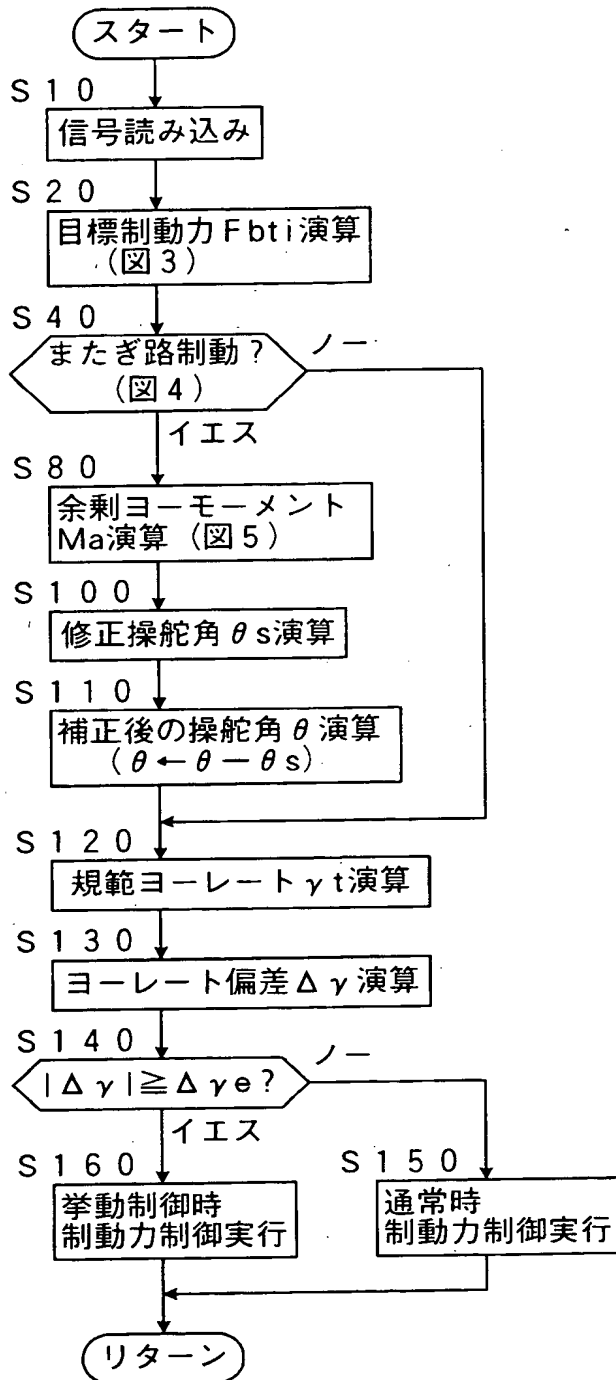 スタート
S10
信号読み込み
S20
目標制動力Fbti演算
(図3)
S40
またぎ路制動?
(図4)
ノー
イエス
S80
余剰ヨーモーメント
Ma演算(図5)
S100
修正操舵角θs演算
S110
補正後の操舵角θ演算
(θ←θ−θs)
S120
規範ヨーレートγt演算
S130
ヨーレート偏差Δγ演算
S140
|Δγ|≧Δγe?
ノー
イエス
S160
挙動制御時
制動力制御実行
S150
通常時
制動力制御実行
リターン